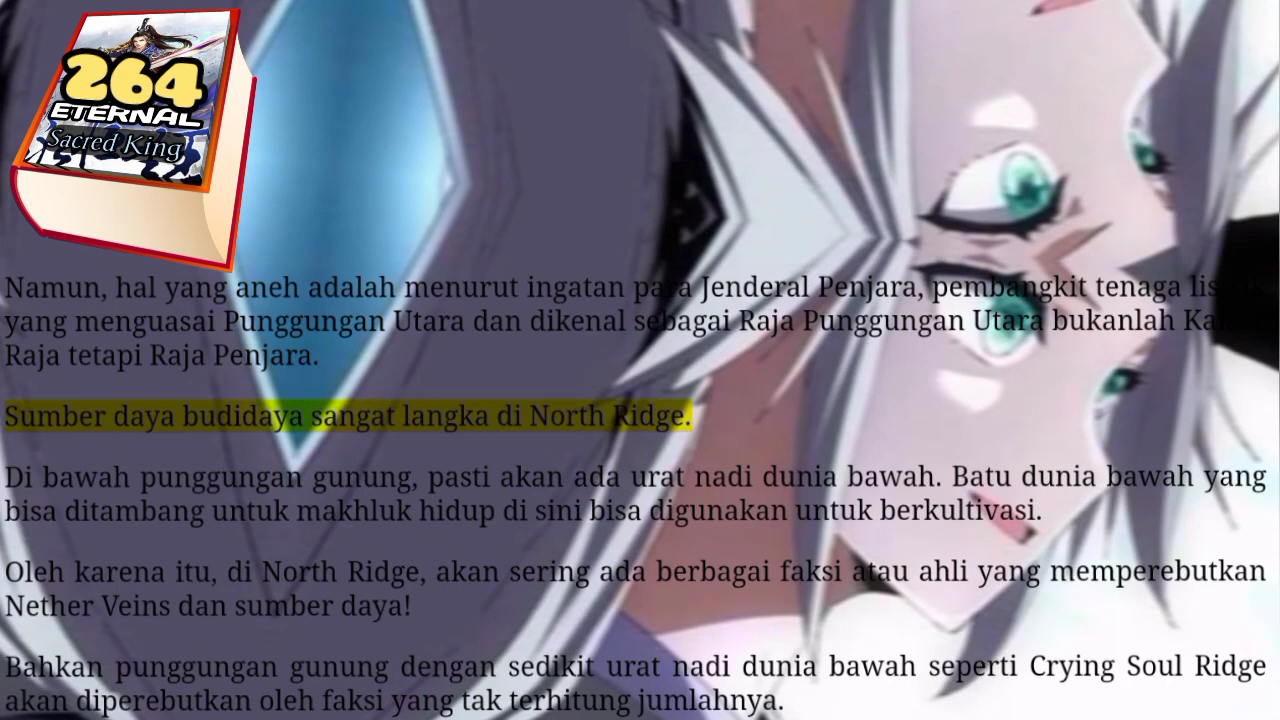 264
ETERNAL
Sacred King
Namun, hal yang aneh adalah menurut ingatan para Jenderal Penjara, pembangkit tenaga
yang menguasai Punggungan Utara dan dikenal sebagai Raja Punggungan Utara bukanlah
Raja tetapi Raja Penjara.
Sumber daya budidaya sangat langka di North Ridge.
Di bawah punggungan gunung, pasti akan ada urat nadi dunia bawah. Batu dunia bawah yang
bisa ditambang untuk makhluk hidup di sini bisa digunakan untuk berkultivasi.
Oleh karena itu, di North Ridge, akan sering ada berbagai faksi atau ahli yang memperebutkan
Nether Veins dan sumber daya!
Bahkan punggungan gunung dengan sedikit urat nadi dunia bawah seperti Crying Soul Ridge
akan diperebutkan oleh faksi yang tak terhitung jumlahnya.